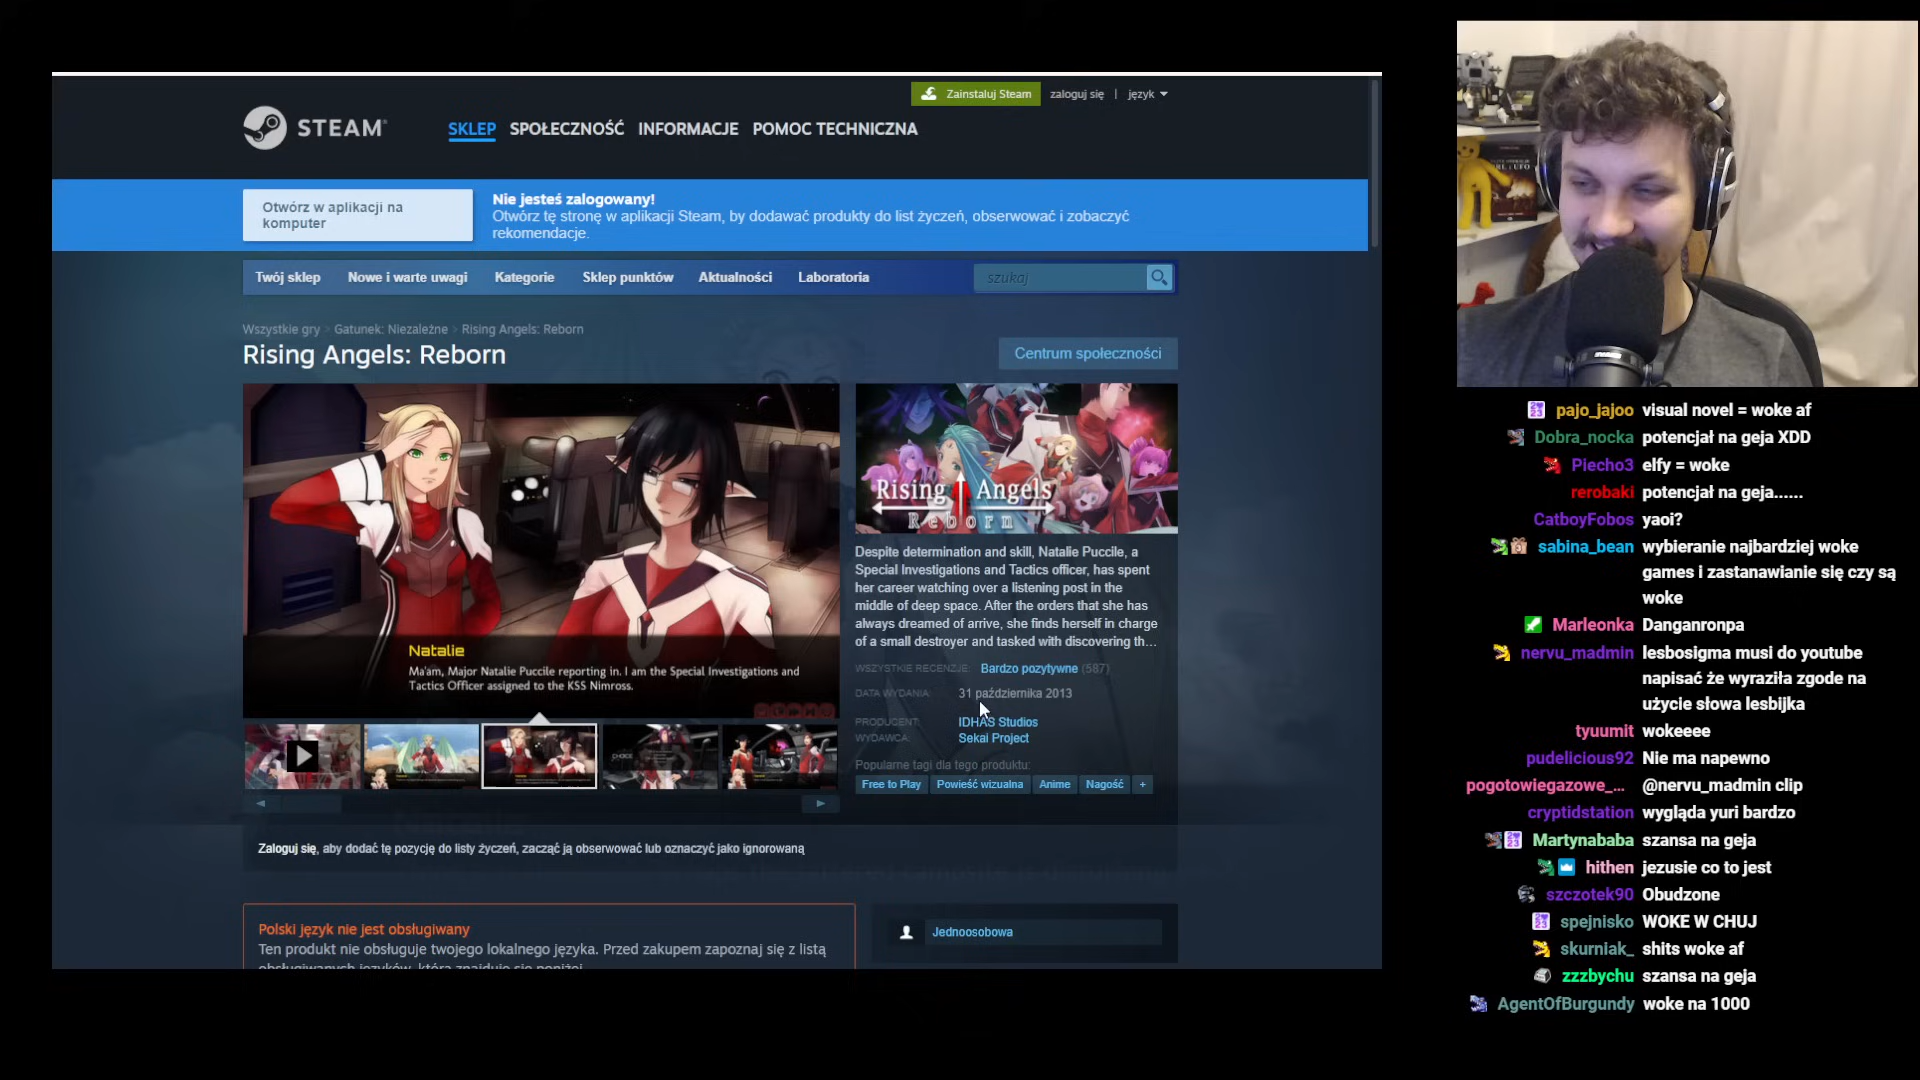 Zainstaluj Steam
zaloguj się | język
STEAM
SKLEP SPOŁECZNOŚĆ INFORMACJE POMOC TECHNICZNA
Otwórz w aplikacji na
komputer
Nie jesteś zalogowany!
Otwórz tę stronę w aplikacji Steam, by dodawać produkty do list życzeń, obserwować i zobaczyć
rekomendacje.
Twój sklep Nowe i warte uwagi Kategorie Sklep punktów Aktualności Laboratoria
szukaj
Wszystkie gry > Gatunek: Niezależne > Rising Angels: Reborn
Rising Angels: Reborn
Centrum społeczności
Natalie
Ma'am, Major Natalie Puccile reporting in. I am the Special Investigations and
Tactics Officer assigned to the KSS Nimross.
Rising Angels
Reborn
Despite determination and skill, Natalie Puccile, a
Special Investigations and Tactics officer, has spent
her career watching over a listening post in the
middle of deep space. After the orders that she has
always dreamed of arrive, she finds herself in charge
of a small destroyer and tasked with discovering th...
WSZYSTKIE RECENZJE: Bardzo pozytywne (587)
DATA WYDANIA: 31 października 2013
PRODUCENT: IDHAS Studios
WYDAWCA: Sekai Project
Popularne tagi dla tego produktu:
Free to Play Powieść wizualna Anime Nagość +
Zaloguj się, aby dodać tę pozycję do listy życzeń, zacząć ją obserwować lub oznaczyć jako ignorowaną
Polski język nie jest obsługiwany
Ten produkt nie obsługuje twojego lokalnego języka. Przed zakupem zapoznaj się z listą
obsługiwanych języków, która znajduje się poniżej.
Jednoosobowa
pajo_jajoo visual novel = woke af
Dobra_nocka potencjał na geja XDD
Piecho3 elfy = woke
rerobaki potencjał na geja......
CatboyFobos yaoi?
sabina_bean wybieranie najbardziej woke
games i zastanawianie się czy są
woke
Marleonka Danganronpa
nervu_madmin lesbosigma musi do youtube
napisać że wyraziła zgode na
użycie słowa lesbijka
tyuumit wokeeee
pudelicious92 Nie ma napewno
pogotowiegazowe_... @nervu_madmin clip
cryptidstation wygląda yuri bardzo
Martynababa szansa na geja
hithen jezusie co to jest
szczotek90 Obudzone
spejnisko WOKE W CHUJ
skurniak_ shits woke af
zzzbychu szansa na geja
AgentOfBurgundy woke na 1000